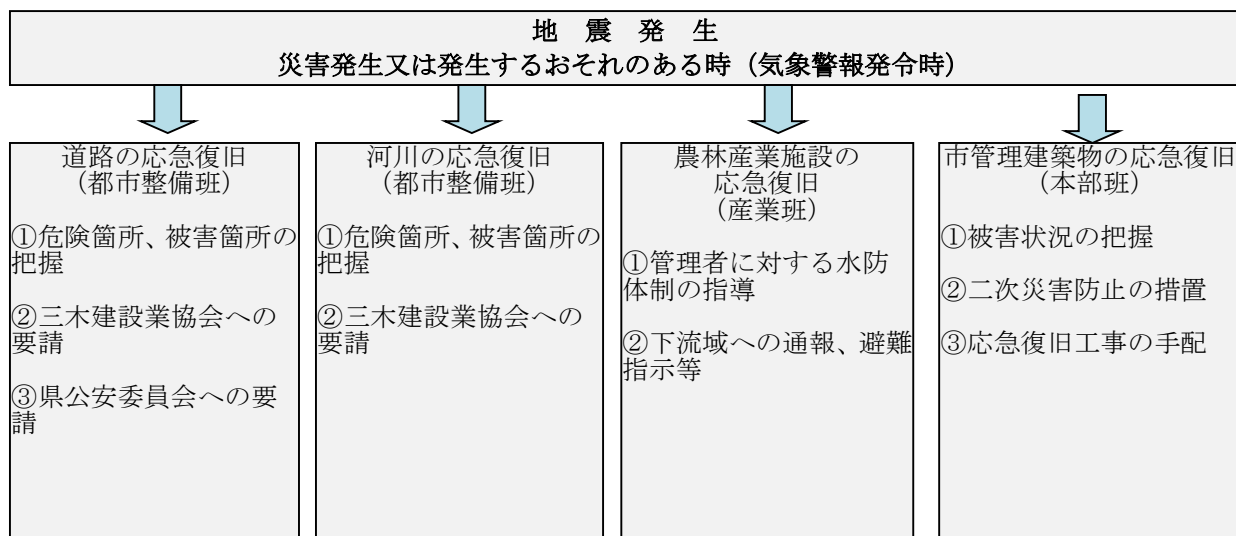 地　震　発　生
災害発生又は発生するおそれのある時（気象警報発令時）
道路の応急復旧
（都市整備班）
①危険箇所、被害箇所の
把握
②三木建設業協会への
要請
③県公安委員会への要
請
河川の応急復旧
（都市整備班）
①危険箇所、被害箇所の
把握
②三木建設業協会への
要請
農林産業施設の
応急復旧
（産業班）
①管理者に対する水防
体制の指導
②下流域への通報、避難
指示等
市管理建築物の応急復旧
（本部班）
①被害状況の把握
②二次災害防止の措置
③応急復旧工事の手配